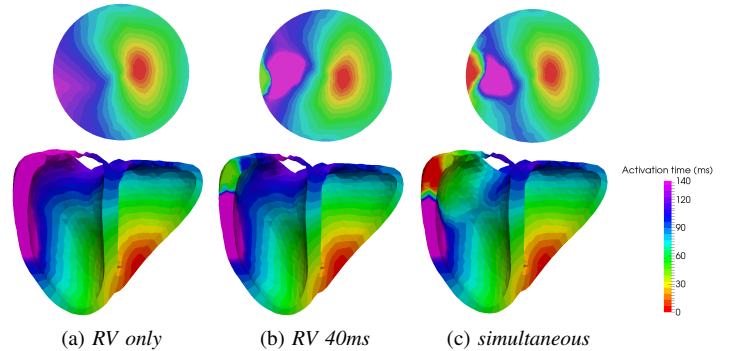 Activation time (ms)
140
120
90
60
30
0
(a) RV only
(b) RV 40ms
(c) simultaneous